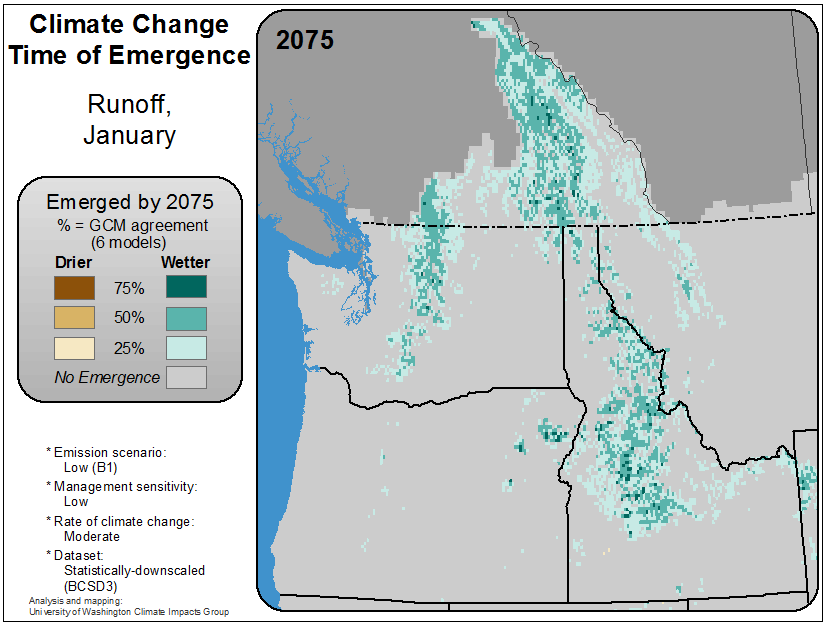 Climate Change
Time of Emergence
Runoff,
January
Emerged by 2075
% = GCM agreement
(6 models)
Drier
Wetter
75%
50%
25%
No Emergence
* Emission scenario:
Low (B1)
* Management sensitivity:
Low
* Rate of climate change:
Moderate
* Dataset:
Statistically-downscaled
(BCSD3)
Analysis and mapping:
University of Washington Climate Impacts Group
2075